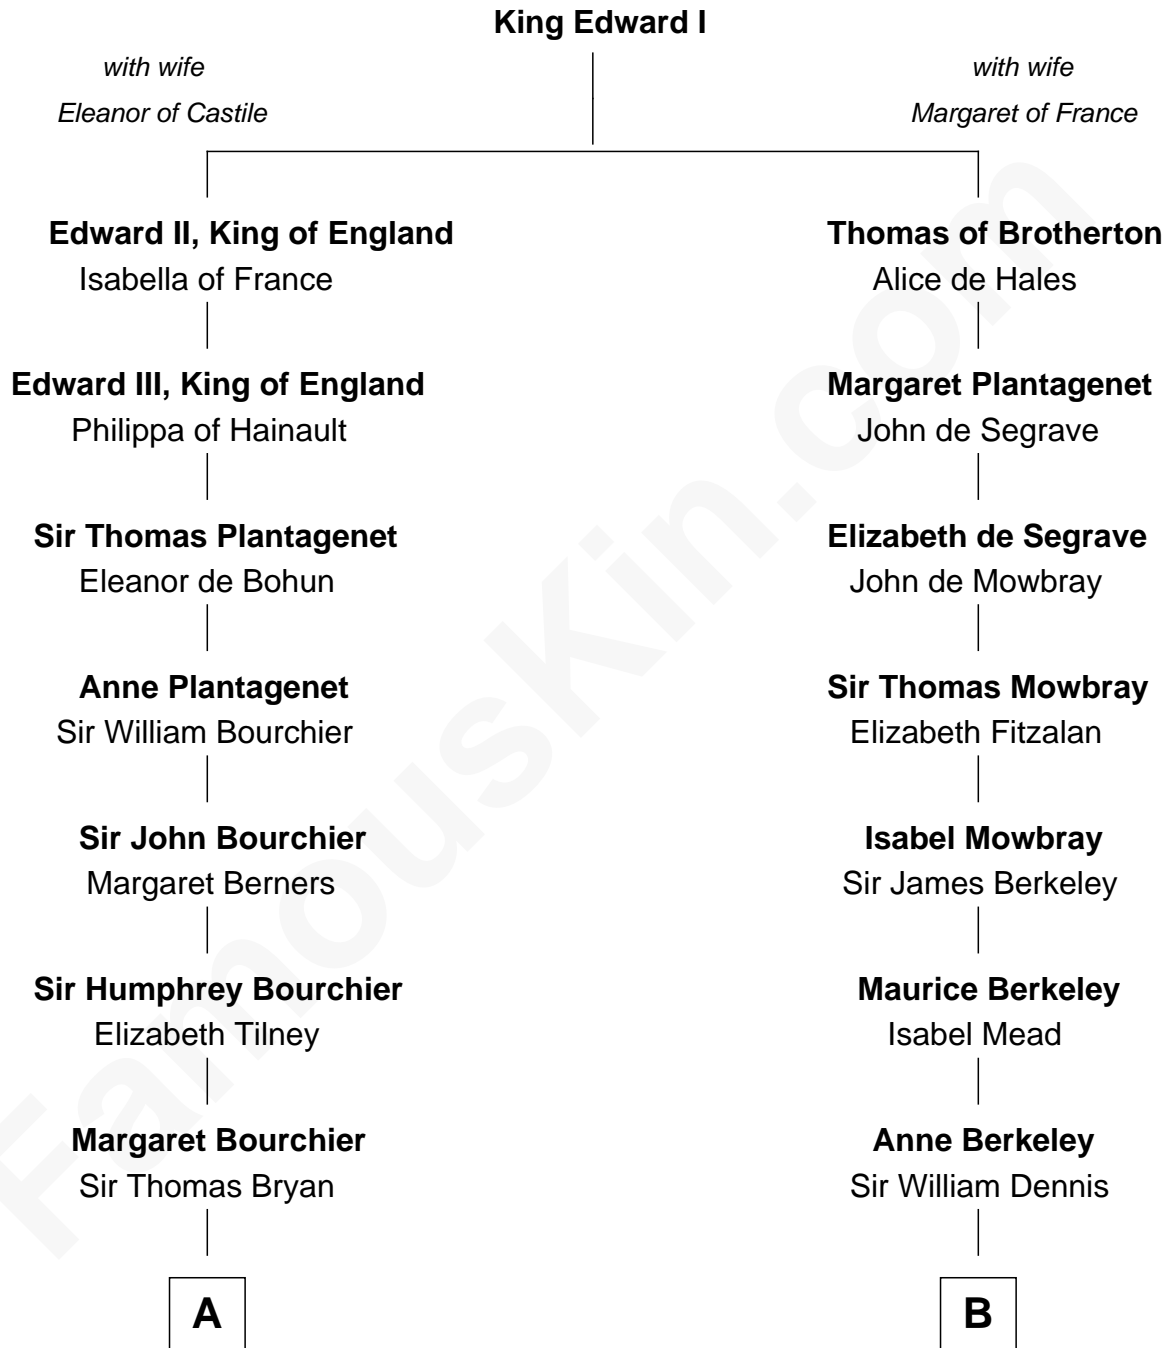 King Edward I
with wife
Eleanor of Castile
with wife
Margaret of France
Edward II, King of England
Isabella of France
Thomas of Brotherton
Alice de Hales
Edward III, King of England
Philippa of Hainault
Margaret Plantagenet
John de Segrave
Sir Thomas Plantagenet
Eleanor de Bohun
Elizabeth de Segrave
John de Mowbray
Anne Plantagenet
Sir William Bourchier
Sir Thomas Mowbray
Elizabeth Fitzalan
Sir John Bourchier
Margaret Berners
Isabel Mowbray
Sir James Berkeley
Sir Humphrey Bourchier
Elizabeth Tilney
Maurice Berkeley
Isabel Mead
Margaret Bourchier
Sir Thomas Bryan
Anne Berkeley
Sir William Dennis
A
B
FamousKin.com